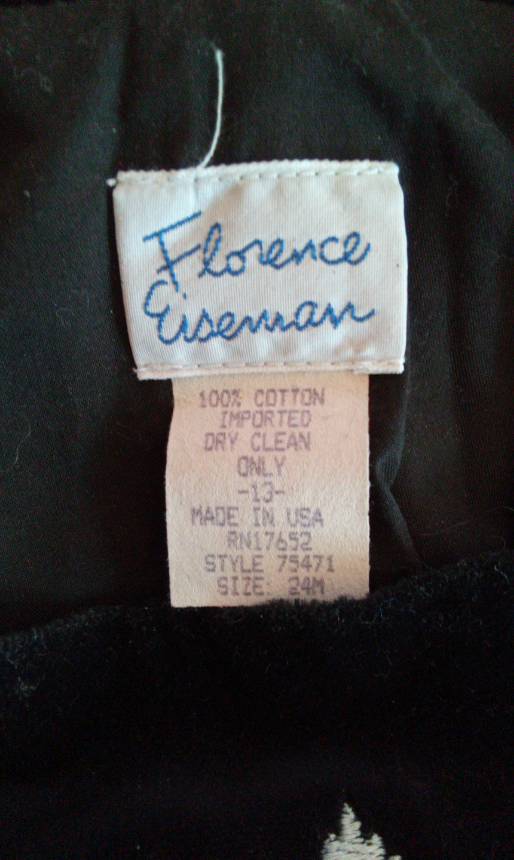 Florence
Eiseman
100% COTTON
IMPORTED
DRY CLEAN
ONLY
-13-
MADE IN USA
RN17652
STYLE 75471
SIZE: 24M